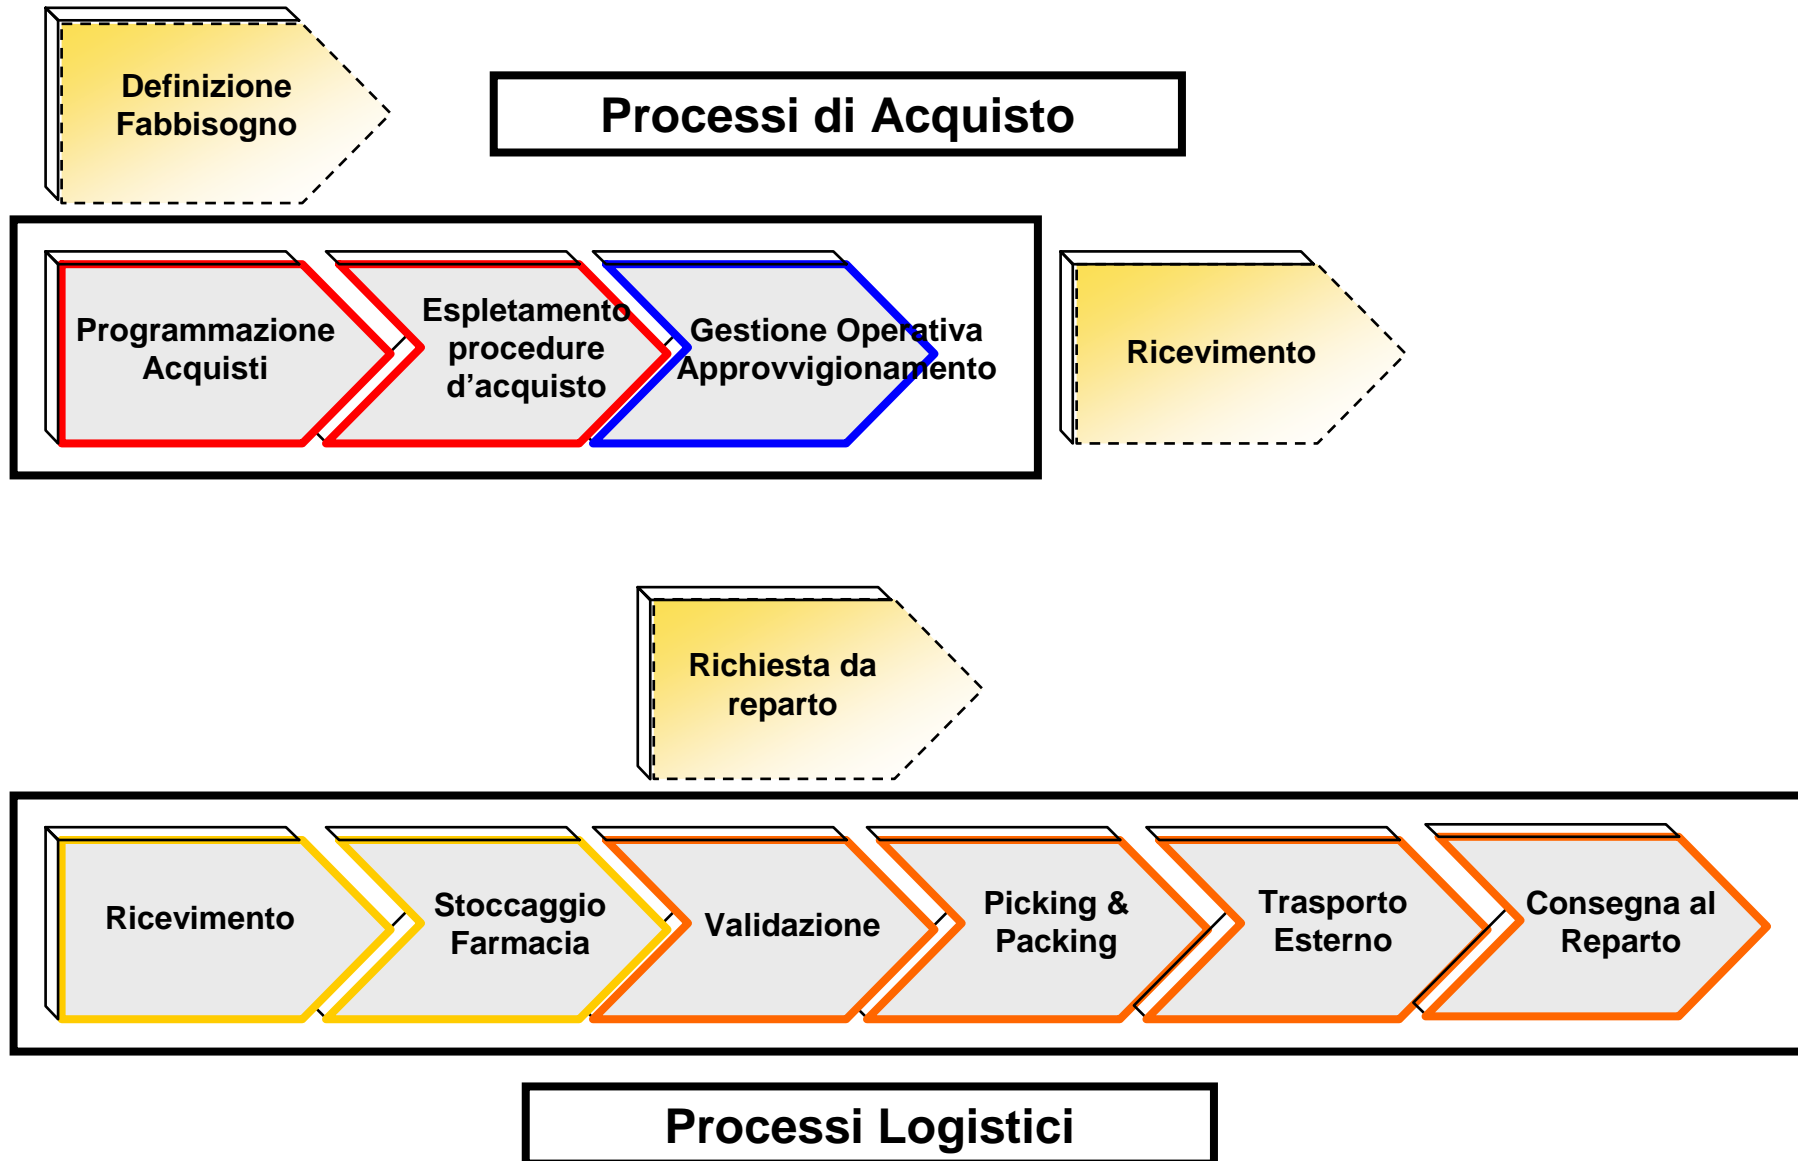 Definizione
Fabbisogno
Processi di Acquisto
Programmazione
Acquisti
Espletamento
procedure
d’acquisto
Gestione Operativa
Approvvigionamento
Ricevimento
Richiesta da
reparto
Ricevimento
Stoccaggio
Farmacia
Validazione
Picking &
Packing
Trasporto
Esterno
Consegna al
Reparto
Processi Logistici